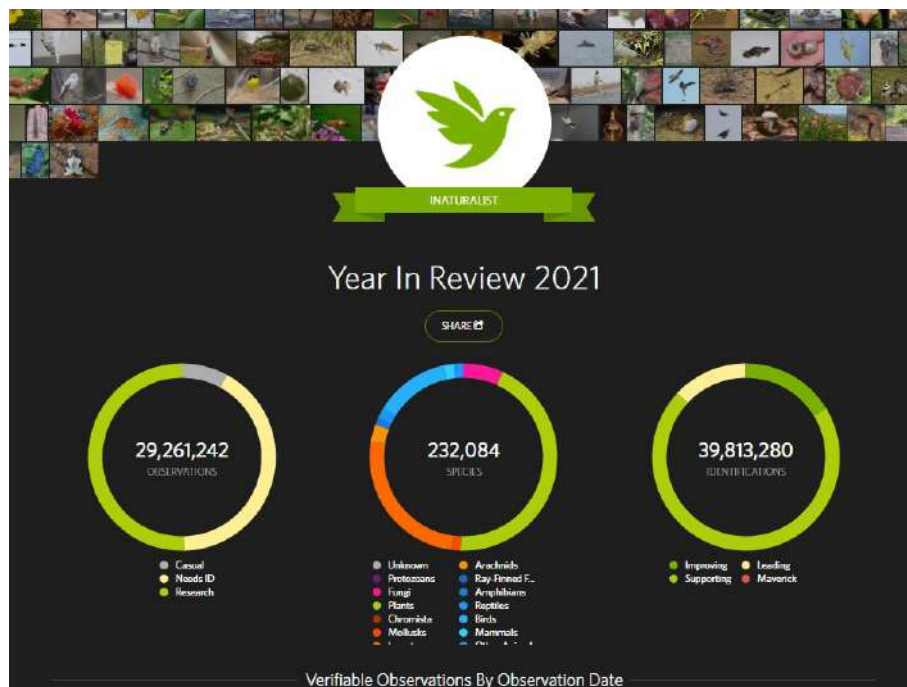 INATURALIST
Year In Review 2021
SHARE
29,261,242
OBSERVATIONS
Casual
Needs ID
Research
232,084
SPECIES
Unknown
Protozoans
Fungi
Plants
Chromista
Mollusks
Arachnids
Ray-Finned F...
Amphibians
Reptiles
Birds
Mammals
39,813,280
IDENTIFICATIONS
Improving
Supporting
Leading
Maverick
Verifiable Observations By Observation Date